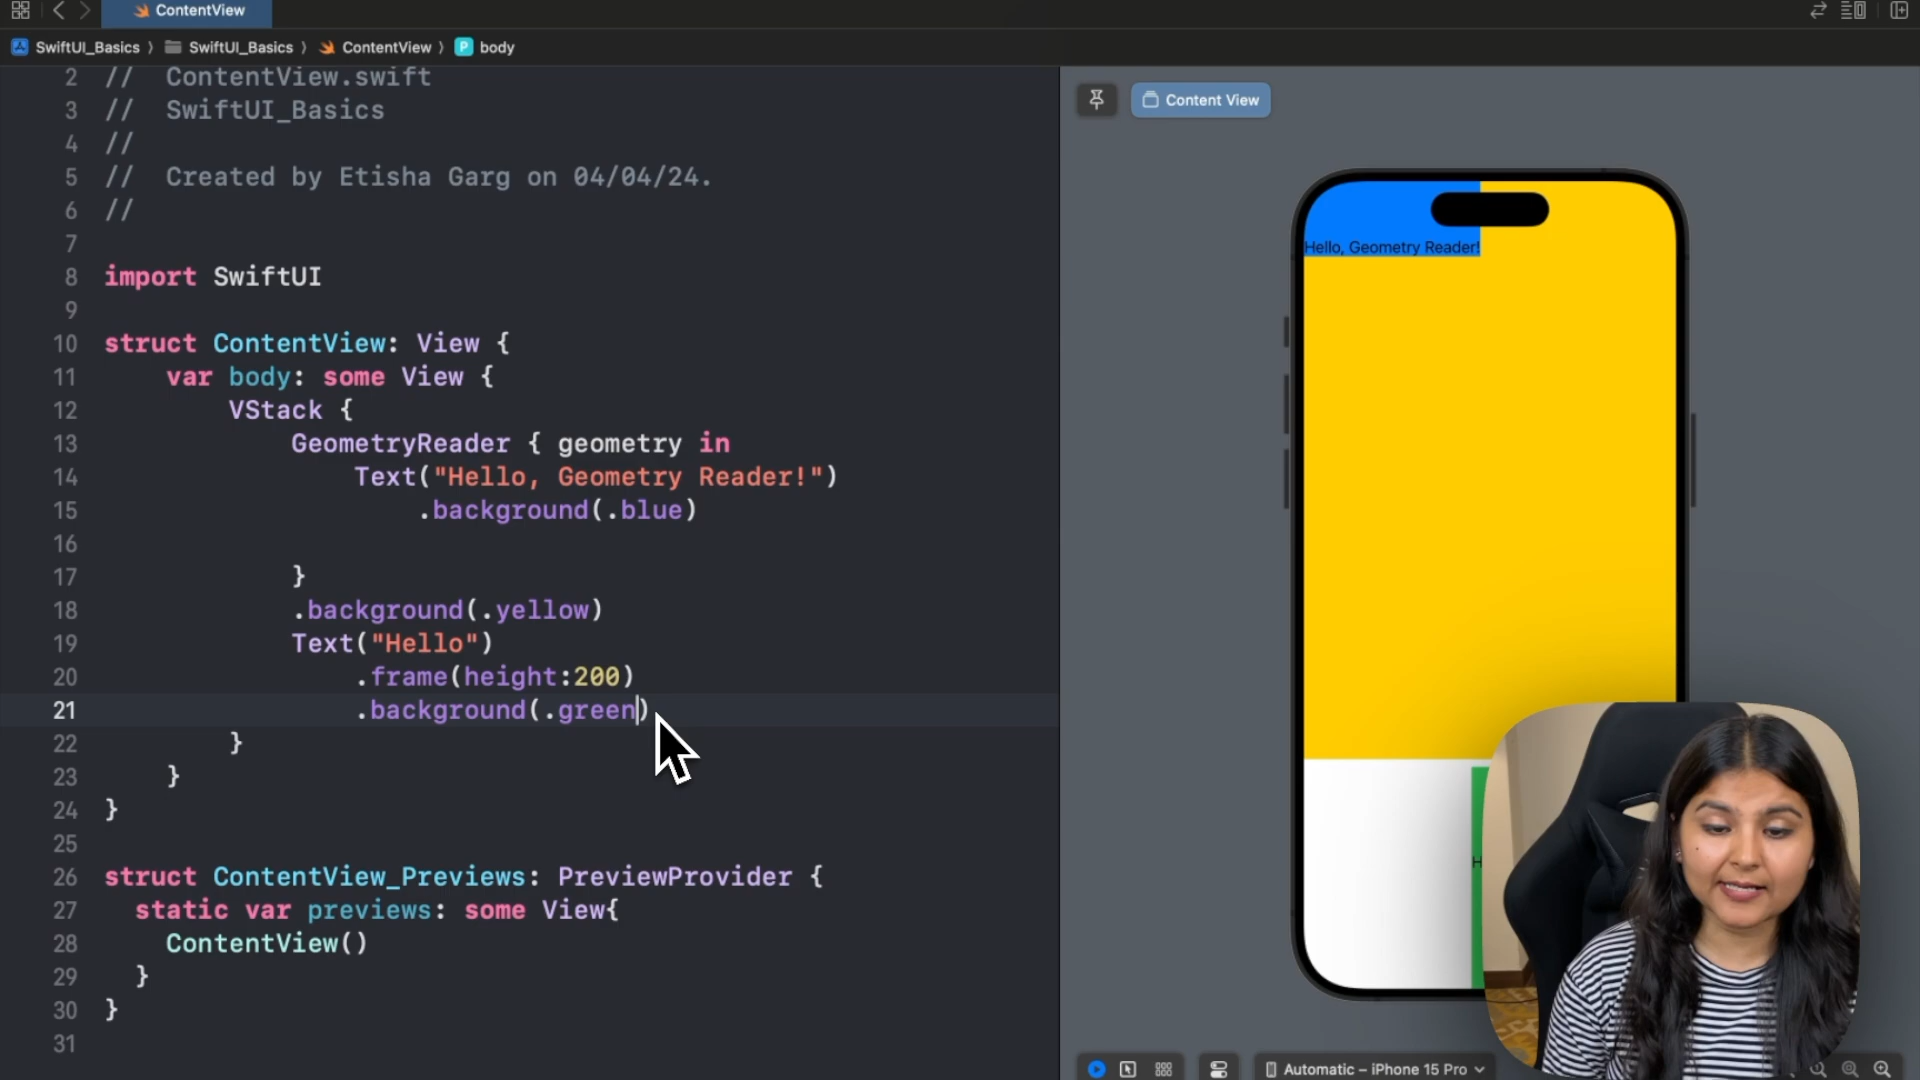 ContentView
SwiftUI_Basics 〉 SwiftUI_Basics 〉 ContentView 〉 P body
2 // ContentView.swift
3 // SwiftUI_Basics
4 //
5 // Created by Etisha Garg on 04/04/24.
6 //
7
8 import SwiftUI
9
10 struct ContentView: View {
11 var body: some View {
12 VStack {
13 GeometryReader { geometry in
14 Text("Hello, Geometry Reader!")
15 .background(.blue)
16
17 }
18 .background(.yellow)
19 Text("Hello")
20 .frame(height:200)
21 .background(.green)
22 }
23 }
24 }
25
26 struct ContentView_Previews: PreviewProvider {
27 static var previews: some View{
28 ContentView()
29 }
30 }
31
Content View
Hello, Geometry Reader!
Automatic – iPhone 15 Pro